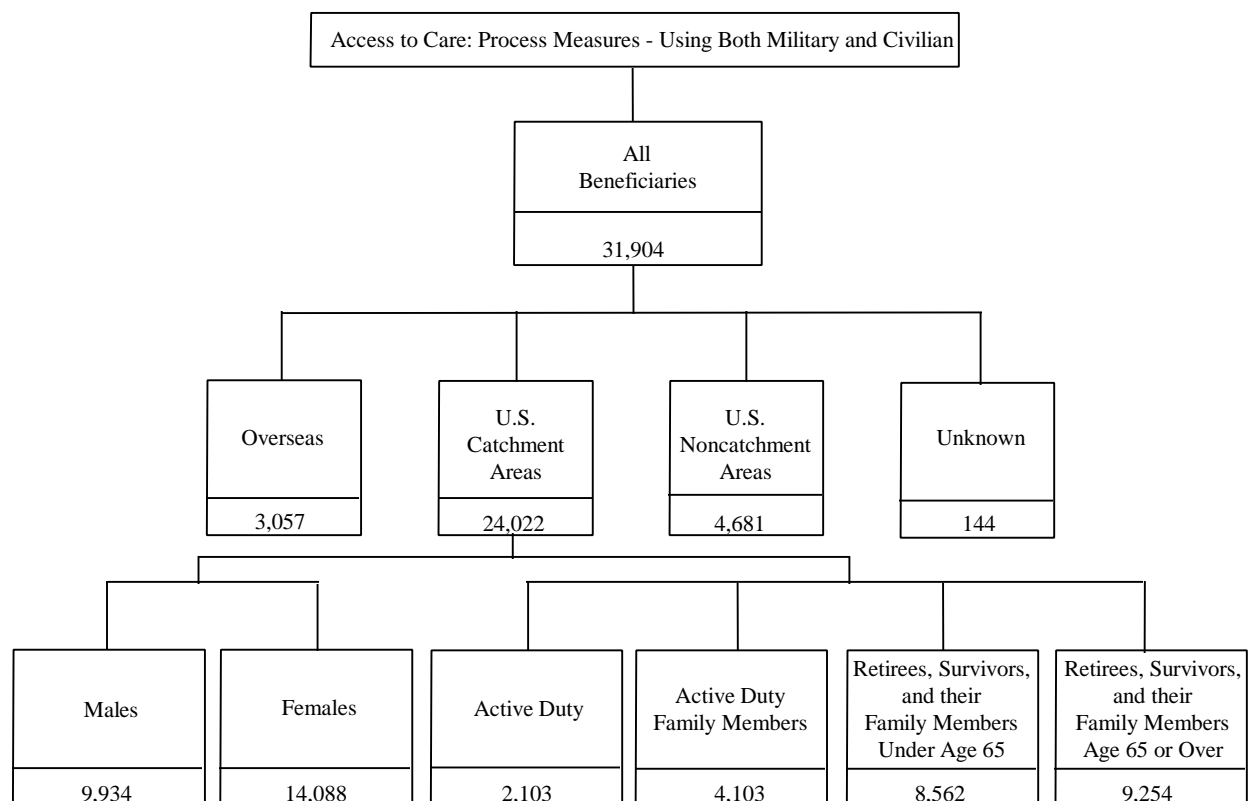 Access to Care: Process Measures - Using Both Military and Civilian
All
Beneficiaries
31,904
Overseas
3,057
U.S.
Catchment
Areas
24,022
U.S.
Noncatchment
Areas
4,681
Unknown
144
Males
9,934
Females
14,088
Active Duty
2,103
Active Duty
Family Members
4,103
Retirees, Survivors,
and their
Family Members
Under Age 65
8,562
Retirees, Survivors,
and their
Family Members
Age 65 or Over
9,254